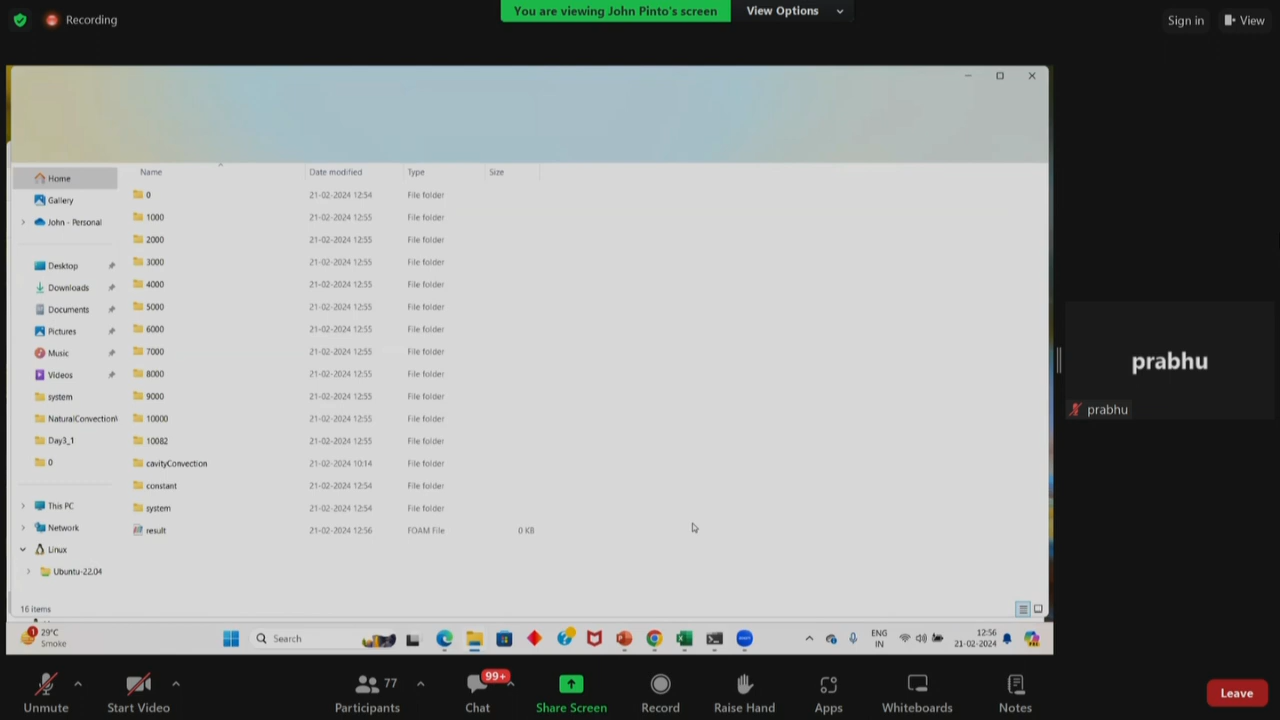 Recording
You are viewing John Pinto's screen
View Options
Sign in
View
Name
Date modified
Type
Size
Home
Gallery
John - Personal
Desktop
Downloads
Documents
Pictures
Music
Videos
system
NaturalConvection\
Day3_1
0
This PC
Network
Linux
Ubuntu-22.04
0 21-02-2024 12:54 File folder
1000 21-02-2024 12:55 File folder
2000 21-02-2024 12:55 File folder
3000 21-02-2024 12:55 File folder
4000 21-02-2024 12:55 File folder
5000 21-02-2024 12:55 File folder
6000 21-02-2024 12:55 File folder
7000 21-02-2024 12:55 File folder
8000 21-02-2024 12:55 File folder
9000 21-02-2024 12:55 File folder
10000 21-02-2024 12:55 File folder
10082 21-02-2024 12:55 File folder
cavityConvection 21-02-2024 10:14 File folder
constant 21-02-2024 12:54 File folder
system 21-02-2024 12:54 File folder
result 21-02-2024 12:56 FOAM File 0 KB
16 items
prabhu
prabhu
1
29°C
Smoke
Search
ENG
IN
12:56
21-02-2024
Unmute
Start Video
77
Participants
99+
Chat
Share Screen
Record
Raise Hand
Apps
Whiteboards
Notes
Leave